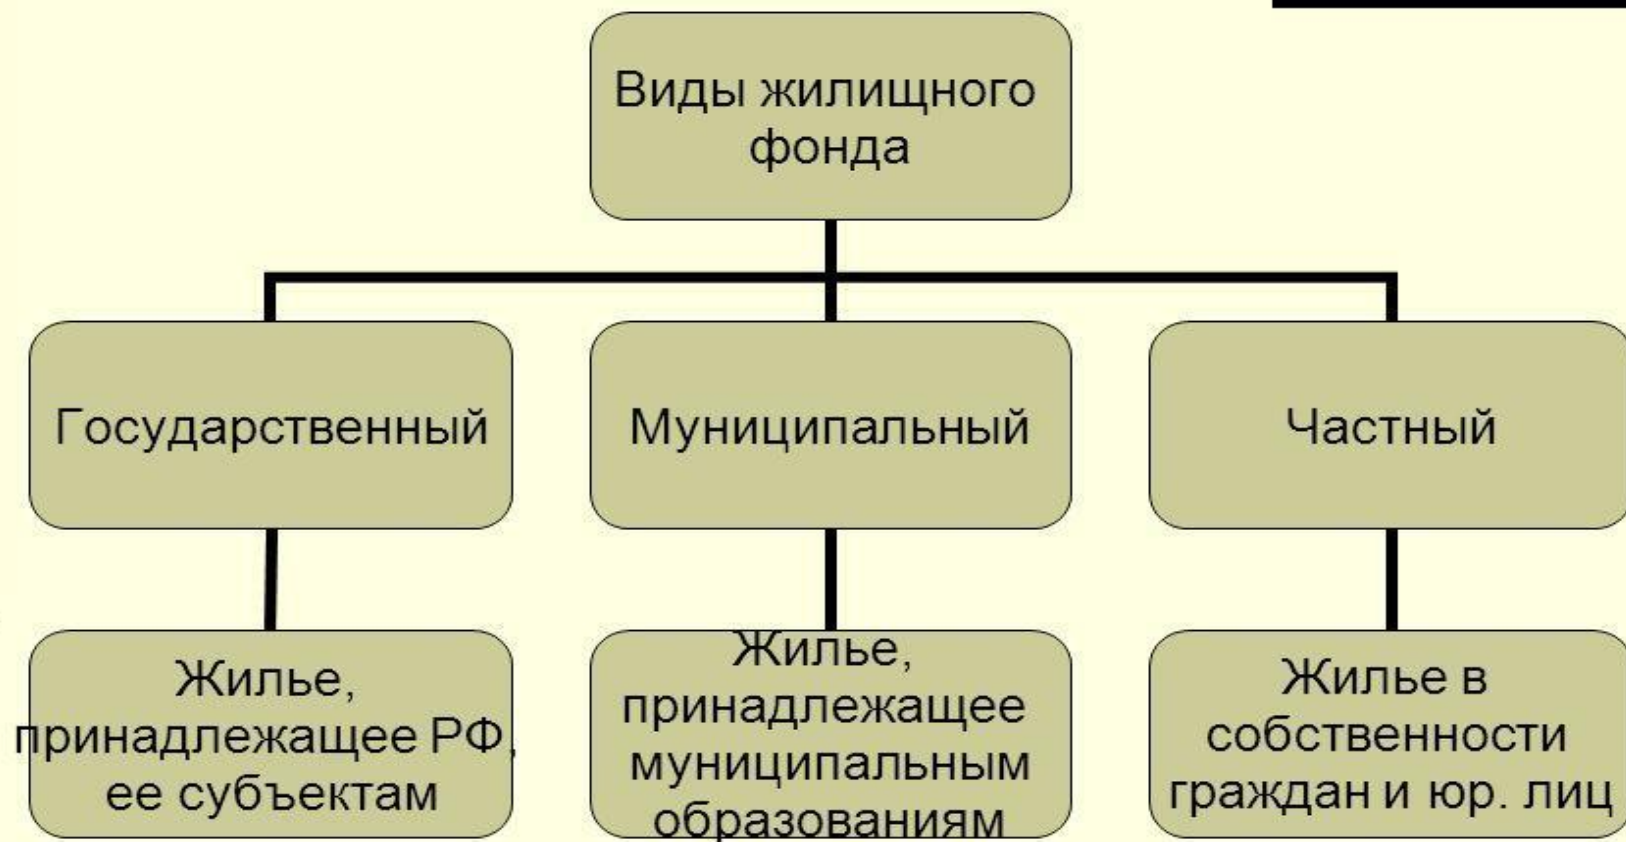 Виды жилищного
фонда
Государственный
Муниципальный
Частный
Жилье,
принадлежащее РФ,
ее субъектам
Жилье,
принадлежащее
муниципальным
образованиям
Жилье в
собственности
граждан и юр. лиц